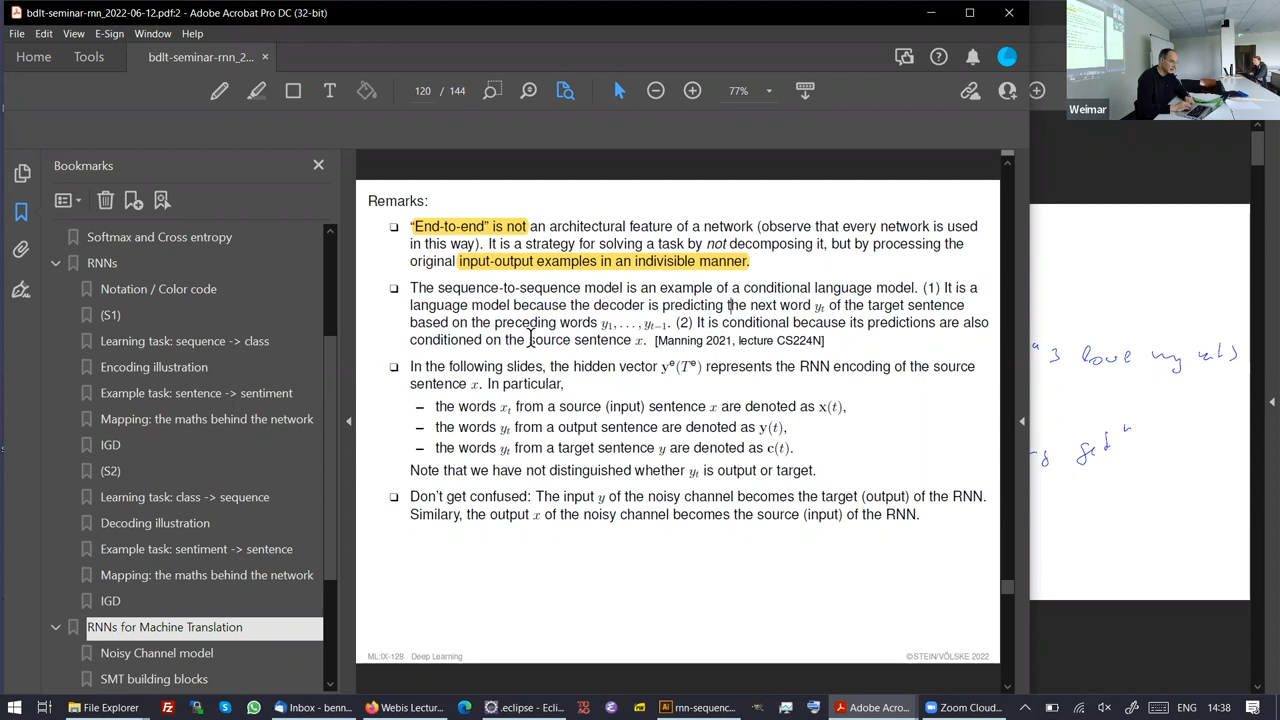 bdlt-seminar-rnn_2022-06-12.pdf:2 - Adobe Acrobat Pro DC (32-bit)
File Edit View E-Sign Window Help
Home Tools bdlt-seminar-rnn_2... ×
120 / 144 77%
Weimar
Bookmarks
Softmax and Cross entropy
RNNs
Notation / Color code
(S1)
Learning task: sequence -> class
Encoding illustration
Example task: sentence -> sentiment
Mapping: the maths behind the network
IGD
(S2)
Learning task: class -> sequence
Decoding illustration
Example task: sentiment -> sentence
Mapping: the maths behind the network
IGD
RNNs for Machine Translation
Noisy Channel model
SMT building blocks
Remarks:
❑ “End-to-end” is not an architectural feature of a network (observe that every network is used
in this way). It is a strategy for solving a task by not decomposing it, but by processing the
original input-output examples in an indivisible manner.
❑ The sequence-to-sequence model is an example of a conditional language model. (1) It is a
language model because the decoder is predicting the next word yₜ of the target sentence
based on the preceding words y₁, . . . , yₜ₋₁. (2) It is conditional because its predictions are also
conditioned on the source sentence x. [Manning 2021, lecture CS224N]
❑ In the following slides, the hidden vector yᵉ(Tᵉ) represents the RNN encoding of the source
sentence x. In particular,
– the words xₜ from a source (input) sentence x are denoted as x(t),
– the words yₜ from a output sentence are denoted as y(t),
– the words yₜ from a target sentence y are denoted as c(t).
Note that we have not distinguished whether yₜ is output or target.
❑ Don't get confused: The input y of the noisy channel becomes the target (output) of the RNN.
Similary, the output x of the noisy channel becomes the source (input) of the RNN.
ML:IX-128 Deep Learning ©STEIN/VÖLSKE 2022
my
File Explorer Inbox - benn... Webis Lectur... .eclipse - Ecli... rnn-sequenc... Adobe Acro... Zoom Cloud... ENG 14:38